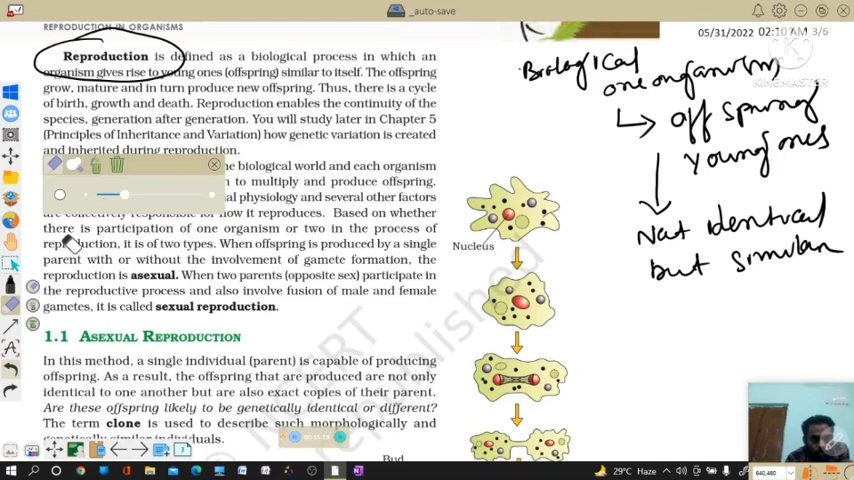 _auto-save
REPRODUCTION IN ORGANISMS
05/31/2022 02:10 AM 3/6
KINEMASTER
Reproduction is defined as a biological process in which an
organism gives rise to young ones (offspring) similar to itself. The offspring
grow, mature and in turn produce new offspring. Thus, there is a cycle
of birth, growth and death. Reproduction enables the continuity of the
species, generation after generation. You will study later in Chapter 5
(Principles of Inheritance and Variation) how genetic variation is created
and inherited during reproduction.
he biological world and each organism
n to multiply and produce offspring.
nal physiology and several other factors
are collectively responsible for how it reproduces. Based on whether
there is participation of one organism or two in the process of
reproduction, it is of two types. When offspring is produced by a single
parent with or without the involvement of gamete formation, the
reproduction is asexual. When two parents (opposite sex) participate in
the reproductive process and also involve fusion of male and female
gametes, it is called sexual reproduction.
1.1 ASEXUAL REPRODUCTION
In this method, a single individual (parent) is capable of producing
offspring. As a result, the offspring that are produced are not only
identical to one another but are also exact copies of their parent.
Are these offspring likely to be genetically identical or different?
The term clone is used to describe such morphologically and
genetically similar individuals.
Bud
Biological
one organism
off spring
Young ones
Not identical
but similar
Nucleus
© NCERT
republished
29°C Haze
640,480